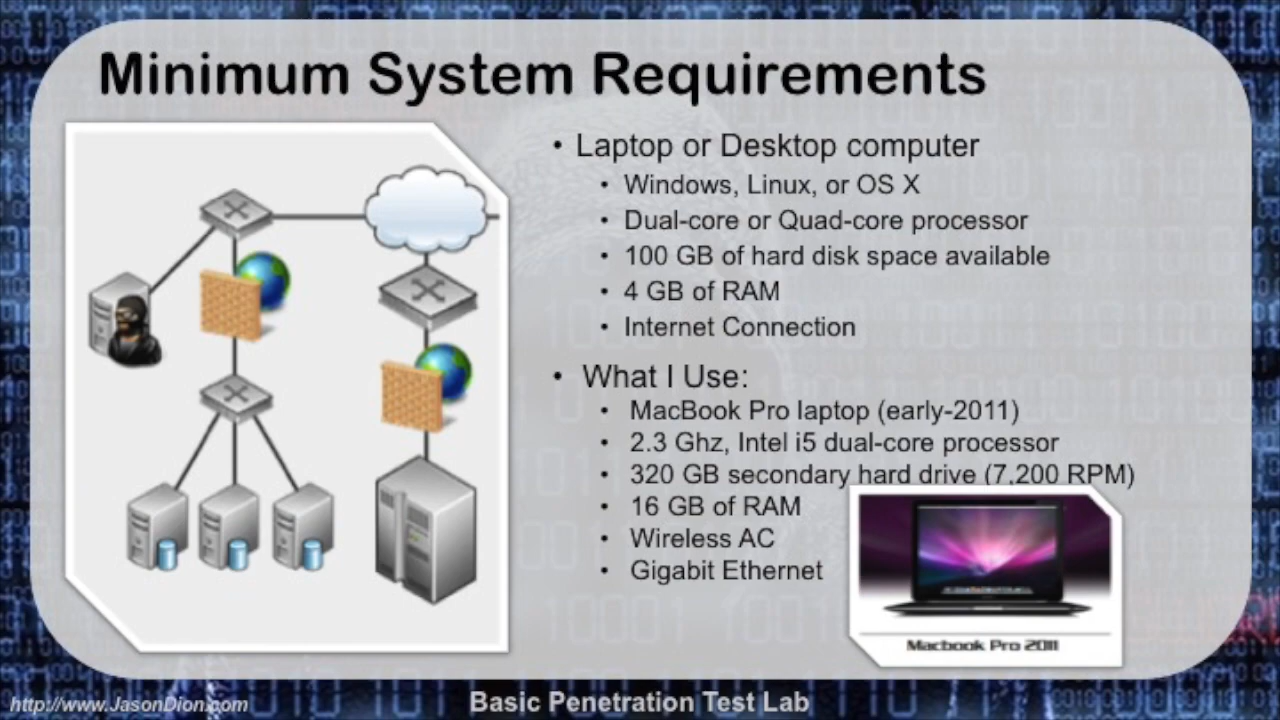 Minimum System Requirements
• Laptop or Desktop computer
• Windows, Linux, or OS X
• Dual-core or Quad-core processor
• 100 GB of hard disk space available
• 4 GB of RAM
• Internet Connection
• What I Use:
• MacBook Pro laptop (early-2011)
• 2.3 Ghz, Intel i5 dual-core processor
• 320 GB secondary hard drive (7,200 RPM)
• 16 GB of RAM
• Wireless AC
• Gigabit Ethernet
Macbook Pro 2011
http://www.JasonDion.com
Basic Penetration Test Lab